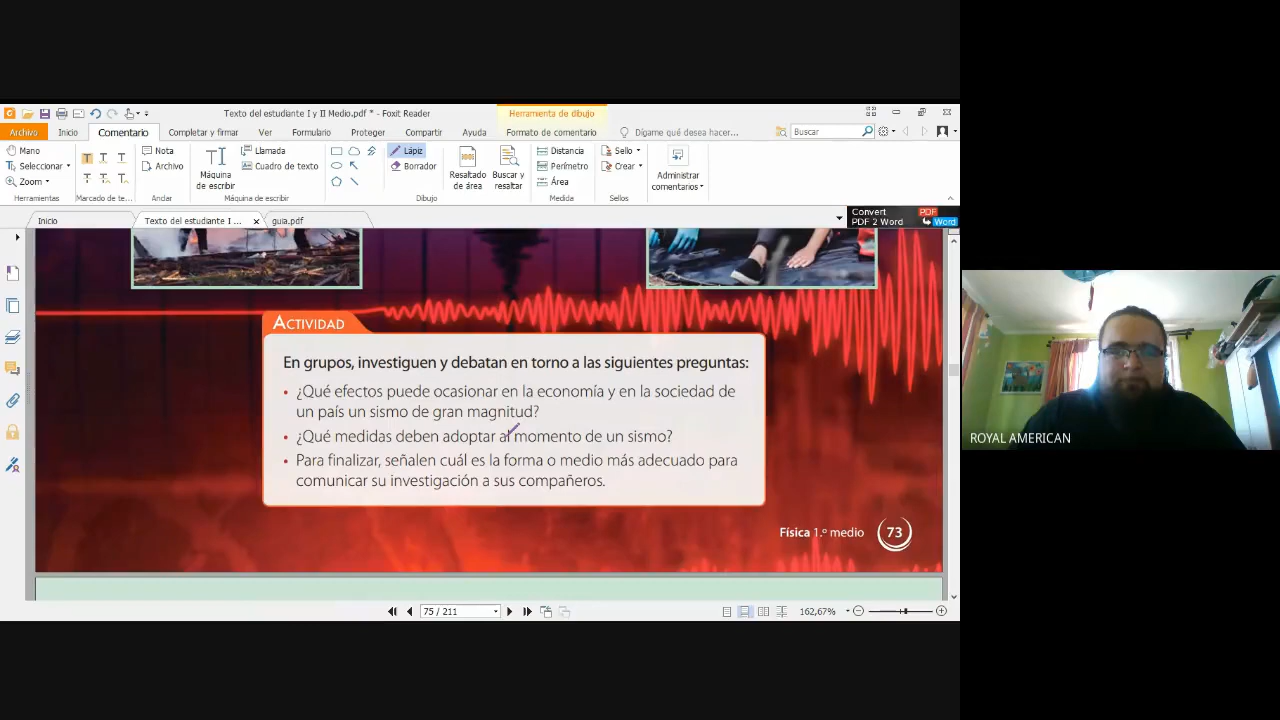 Texto del estudiante I y II Medio.pdf * - Foxit Reader
Herramienta de dibujo
Archivo Inicio Comentario Completar y firmar Ver Formulario Proteger Compartir Ayuda Formato de comentario Dígame qué desea hacer... Buscar
Mano
Seleccionar
Zoom
Herramientas
T T T
T T T
Marcado de te...
Nota
Archivo
Anclar
Máquina
de escribir
Llamada
Cuadro de texto
Máquina de escribir
Lápiz
Borrador
Dibujo
Resaltado
de área
Buscar y
resaltar
Distancia
Perímetro
Área
Medida
Sello
Crear
Sellos
Administrar
comentarios
Inicio
Texto del estudiante I ...
guia.pdf
Convert PDF
PDF 2 Word Word
ACTIVIDAD
En grupos, investiguen y debatan en torno a las siguientes preguntas:
• ¿Qué efectos puede ocasionar en la economía y en la sociedad de
un país un sismo de gran magnitud?
• ¿Qué medidas deben adoptar al momento de un sismo?
• Para finalizar, señalen cuál es la forma o medio más adecuado para
comunicar su investigación a sus compañeros.
Física 1.º medio 73
75 / 211
162,67%
ROYAL AMERICAN